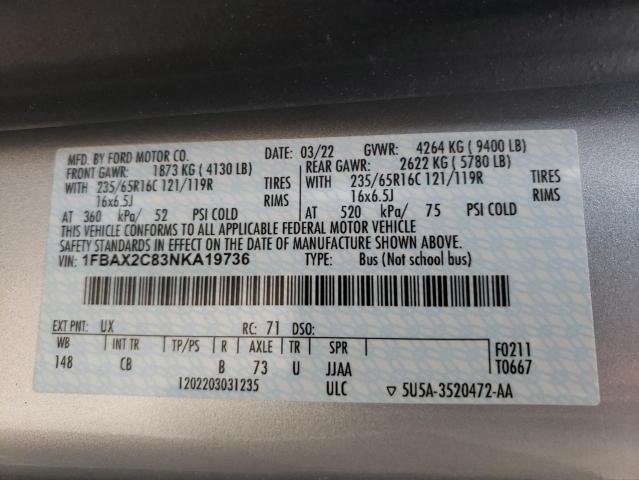 MFD. BY FORD MOTOR CO. DATE: 03/22 GVWR: 4264 KG ( 9400 LB)
FRONT GAWR: 1873 KG ( 4130 LB) REAR GAWR: 2622 KG ( 5780 LB)
WITH 235/65R16C 121/119R TIRES WITH 235/65R16C 121/119R TIRES
16x6.5J RIMS 16x6.5J RIMS
AT 360 kPa/ 52 PSI COLD AT 520 kPa/ 75 PSI COLD
THIS VEHICLE CONFORMS TO ALL APPLICABLE FEDERAL MOTOR VEHICLE
SAFETY STANDARDS IN EFFECT ON THE DATE OF MANUFACTURE SHOWN ABOVE.
VIN: 1FBAX2C83NKA19736 TYPE: Bus (Not school bus)
EXT PNT: UX RC: 71 DSO:
WB INT TR TP/PS R AXLE TR SPR F0211
148 CB B 73 U JJAA T0667
1202203031235 ULC ▽ 5U5A-3520472-AA